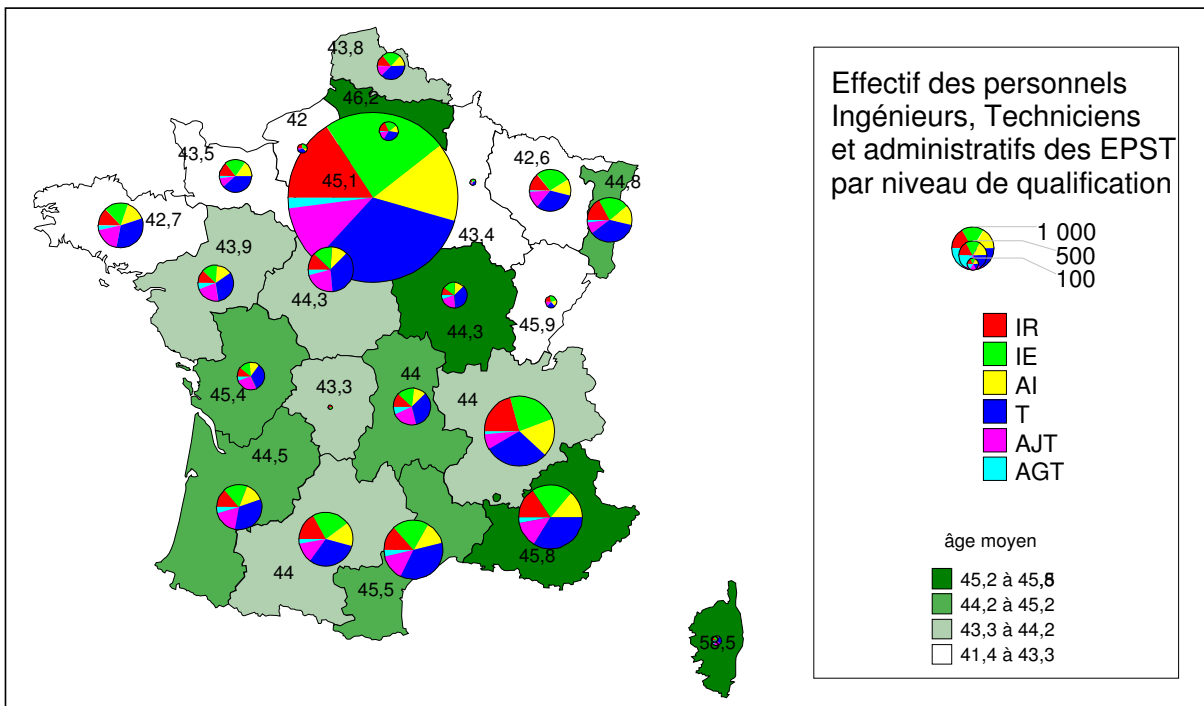 43,8
46,2
42
43,5
45,1
42,6
44,8
42,7
43,4
43,9
44,3
44,3
45,9
45,4
43,3
44
44
44,5
45,8
44
45,5
58,5
Effectif des personnels
Ingénieurs, Techniciens
et administratifs des EPST
par niveau de qualification
1 000
500
100
IR
IE
AI
T
AJT
AGT
âge moyen
45,2 à
44,2 à 45,2
43,3 à 44,2
41,4 à 43,3